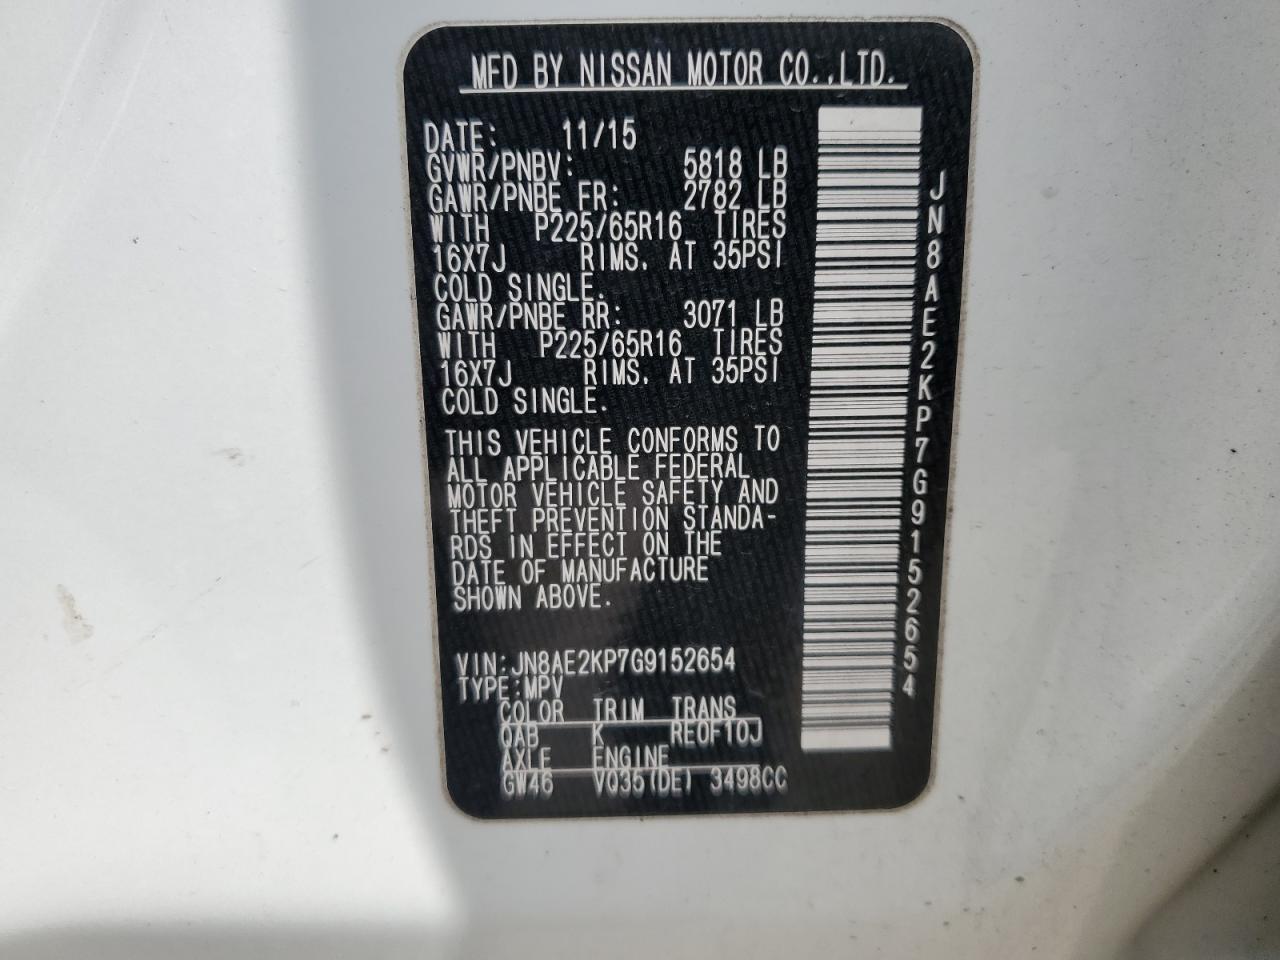 MFD BY NISSAN MOTOR CO.,LTD.
DATE: 11/15
GVWR/PNBV: 5818 LB
GAWR/PNBE FR: 2782 LB
WITH P225/65R16 TIRES
16X7J RIMS. AT 35PSI
COLD SINGLE.
GAWR/PNBE RR: 3071 LB
WITH P225/65R16 TIRES
16X7J RIMS. AT 35PSI
COLD SINGLE.
THIS VEHICLE CONFORMS TO
ALL APPLICABLE FEDERAL
MOTOR VEHICLE SAFETY AND
THEFT PREVENTION STANDA-
RDS IN EFFECT ON THE
DATE OF MANUFACTURE
SHOWN ABOVE.
VIN:JN8AE2KP7G9152654
TYPE:MPV
COLOR TRIM TRANS
QAB K RE0F10J
AXLE ENGINE
GW46 VQ35(DE) 3498CC
JN8AE2KP7G9152654